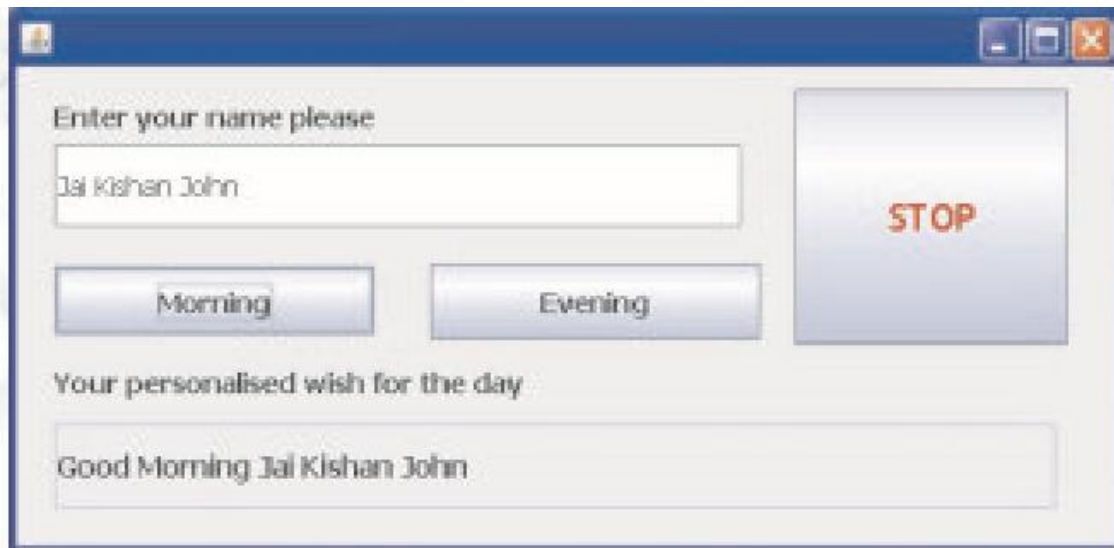 Enter your name please
Jai Kishan John
STOP
Morning
Evening
Your personalised wish for the day
Good Morning Jai Kishan John